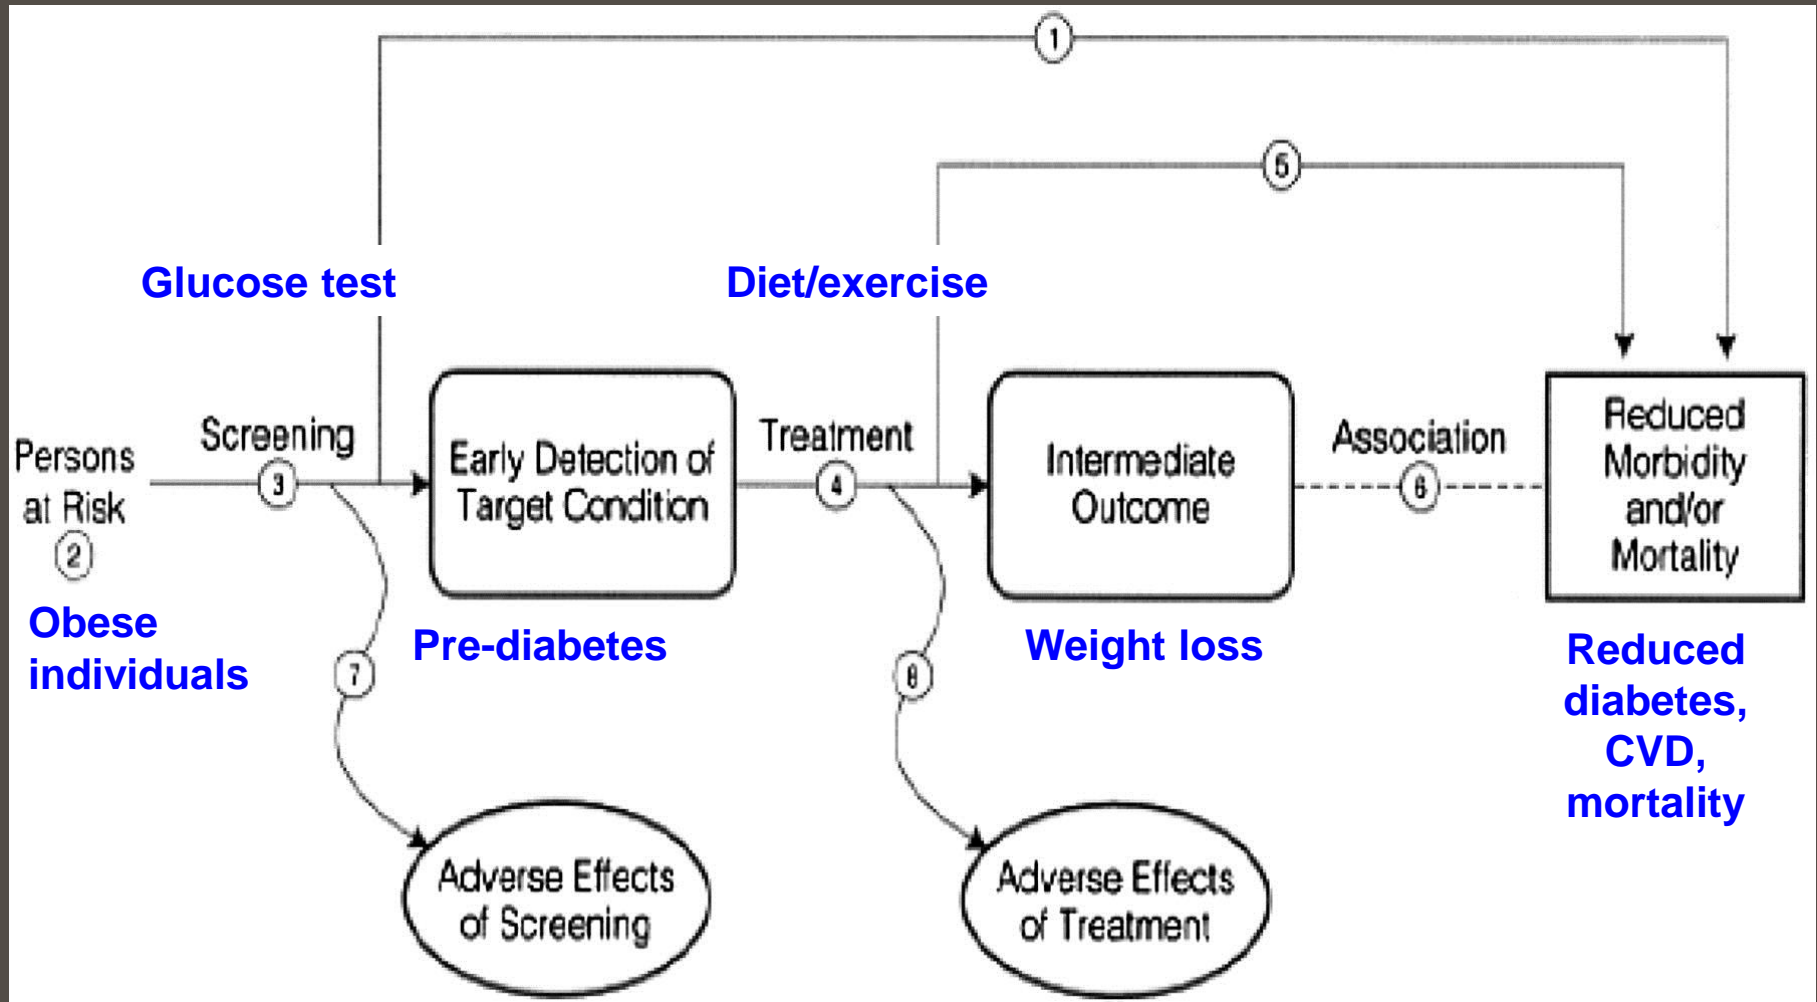 1
5
Glucose test
Diet/exercise
Persons
at Risk
2
Obese
individuals
Screening
3
Early Detection of
Target Condition
Pre-diabetes
Treatment
4
Intermediate
Outcome
Weight loss
Association
6
Reduced
Morbidity
and/or
Mortality
Reduced
diabetes,
CVD,
mortality
7
8
Adverse Effects
of Screening
Adverse Effects
of Treatment